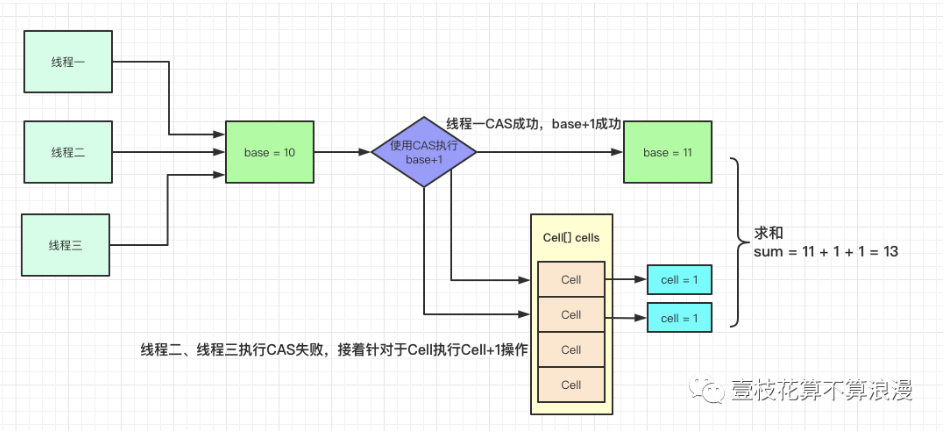 线程一
线程二
线程三
base = 10
使用CAS执行
base+1
线程一CAS成功，base+1成功
base = 11
Cell[] cells
Cell
Cell
Cell
Cell
cell = 1
cell = 1
求和
sum = 11 + 1 + 1 = 13
线程二、线程三执行CAS失败，接着针对于Cell执行Cell+1操作
壹枝花算不算浪漫